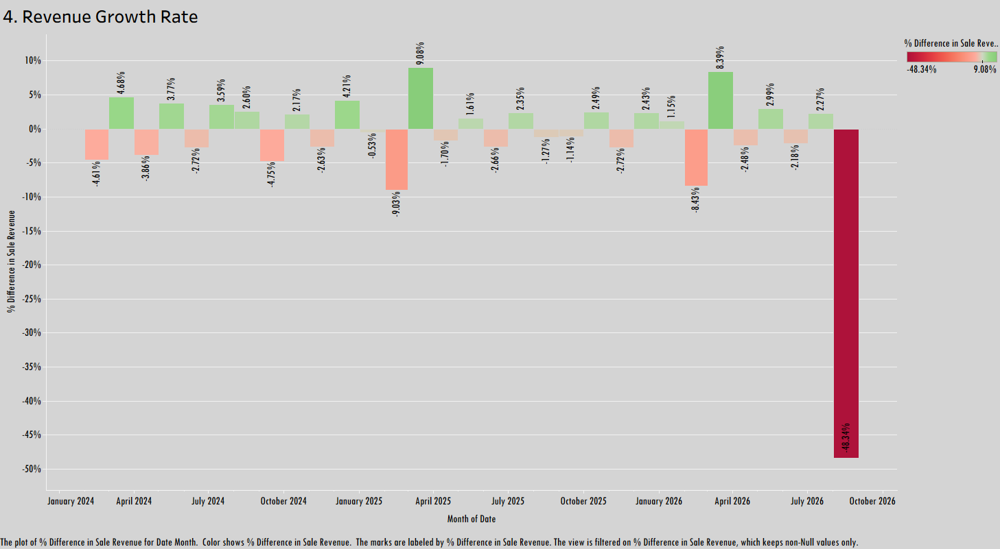 4. Revenue Growth Rate
% Difference in Sale Reve..
-48.34%
9.08%
% Difference in Sale Revenue
10%
5%
0%
-5%
-10%
-15%
-20%
-25%
-30%
-35%
-40%
-45%
-50%
-4.61%
4.68%
-3.86%
3.77%
-2.72%
3.59%
2.60%
-4.75%
2.17%
-2.63%
4.21%
-0.53%
-9.03%
9.08%
-1.70%
1.61%
-2.66%
2.35%
-1.27%
-1.14%
2.49%
-2.72%
2.43%
1.15%
-8.43%
8.39%
-2.48%
2.99%
-2.18%
2.27%
-48.34%
January 2024
April 2024
July 2024
October 2024
January 2025
April 2025
July 2025
October 2025
January 2026
April 2026
July 2026
October 2026
Month of Date
The plot of % Difference in Sale Revenue for Date Month. Color shows % Difference in Sale Revenue. The marks are labeled by % Difference in Sale Revenue. The view is filtered on % Difference in Sale Revenue, which keeps non-Null values only.